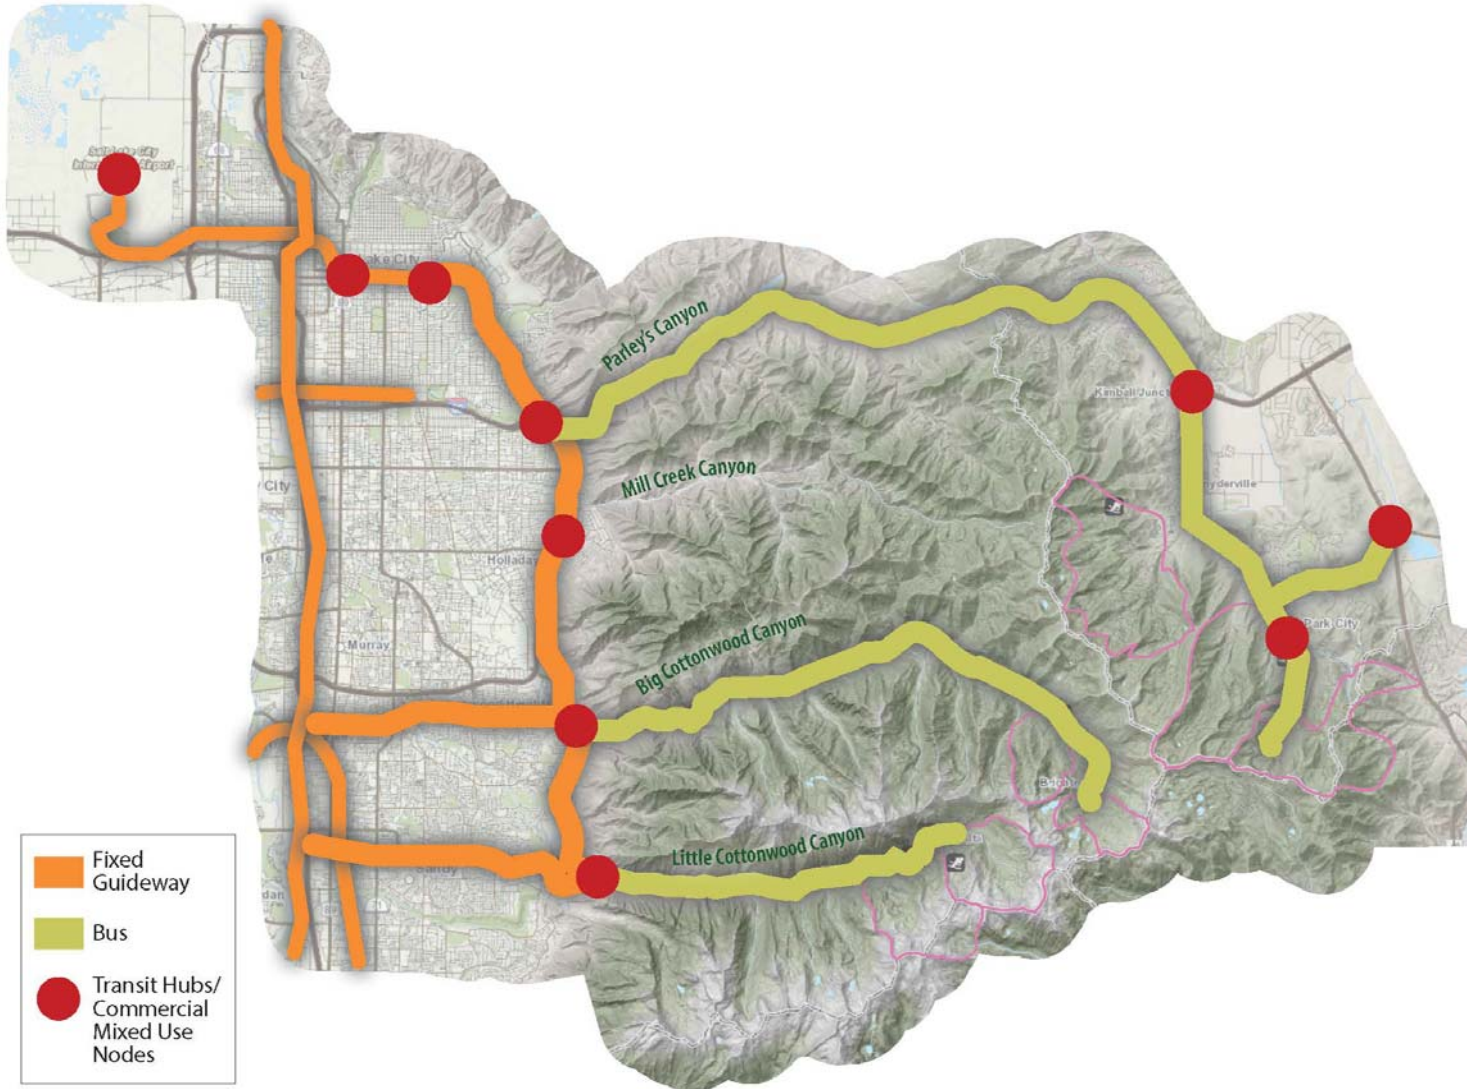 Parley's Canyon
Mill Creek Canyon
Holladay
Murray
Big Cottonwood Canyon
Little Cottonwood Canyon
Sandy
Park City
Fixed
Guideway
Bus
Transit Hubs/
Commercial
Mixed Use
Nodes